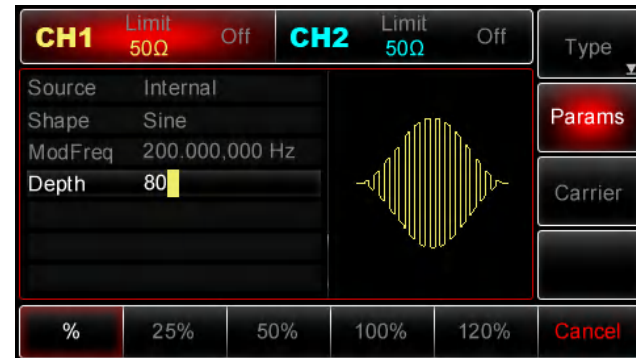 CH1 Limit 50Ω Off CH2 Limit 50Ω Off Type
Source Internal
Shape Sine Params
ModFreq 200.000,000 Hz
Depth 80 Carrier
% 25% 50% 100% 120% Cancel